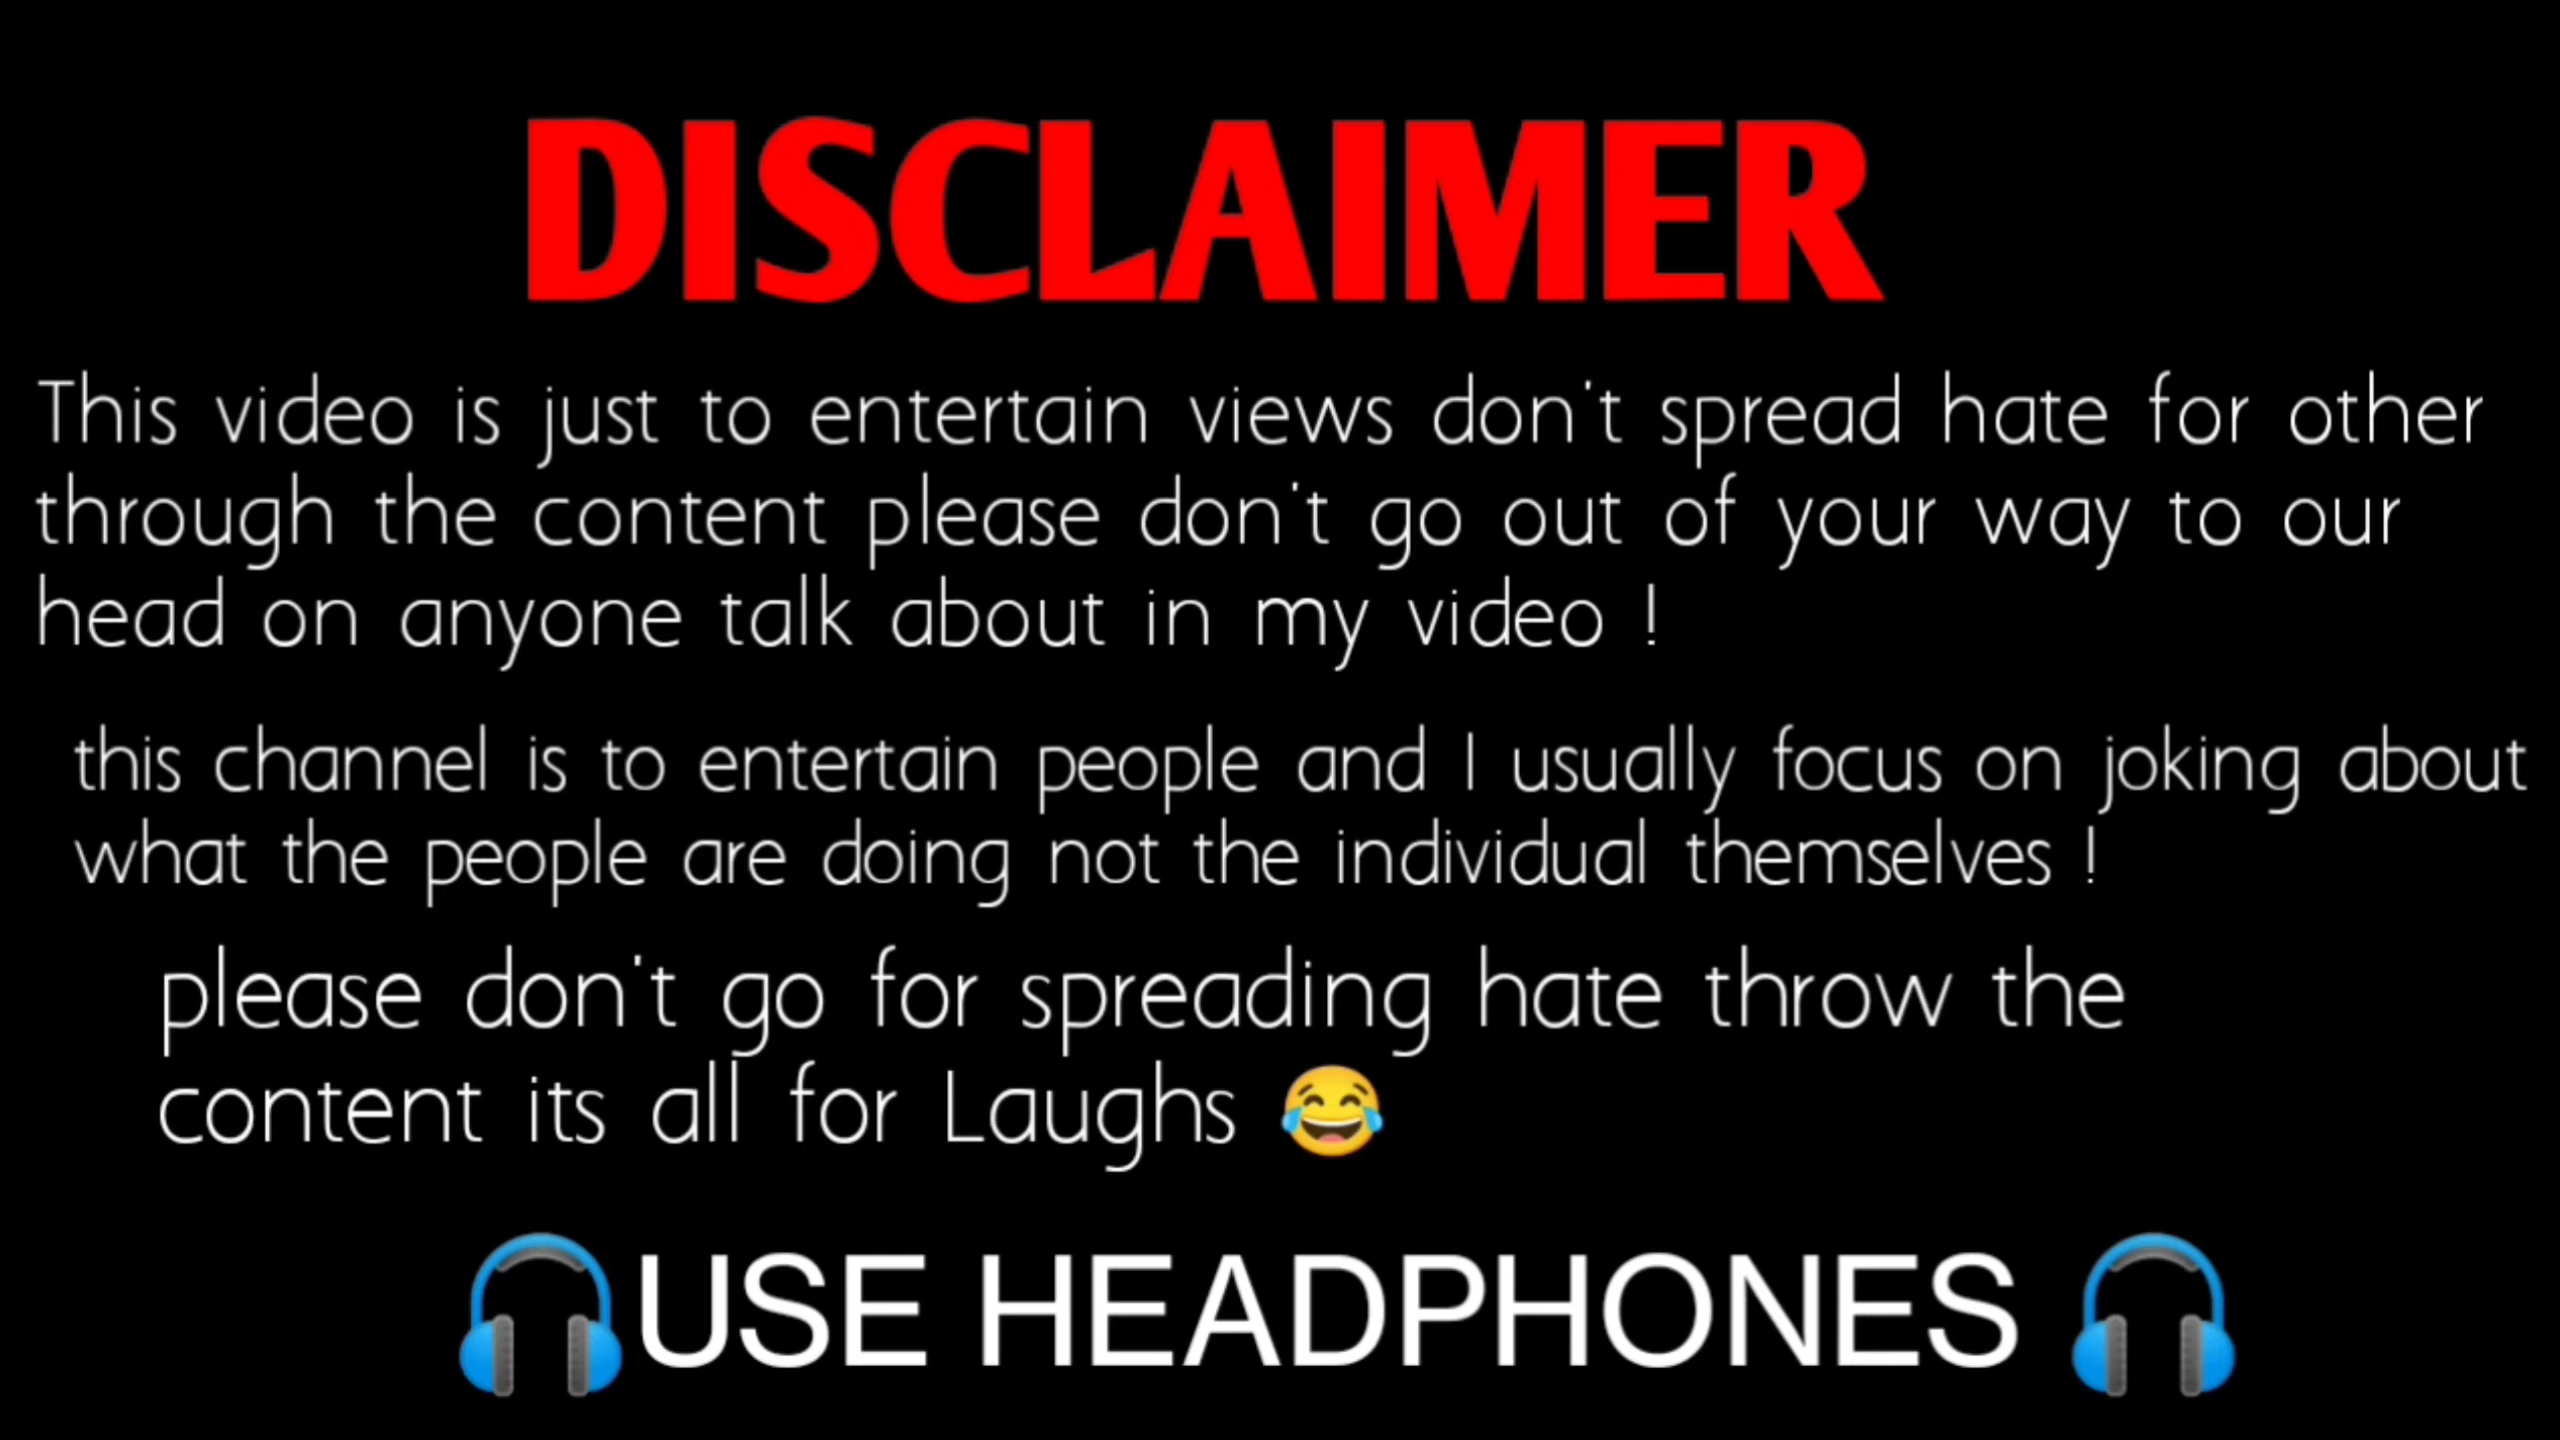 DISCLAIMER
This video is just to entertain views don't spread hate for other
through the content please don't go out of your way to our
head on anyone talk about in my video !
this channel is to entertain people and I usually focus on joking about
what the people are doing not the individual themselves !
please don't go for spreading hate throw the
content its all for Laughs 😂
🎧USE HEADPHONES 🎧